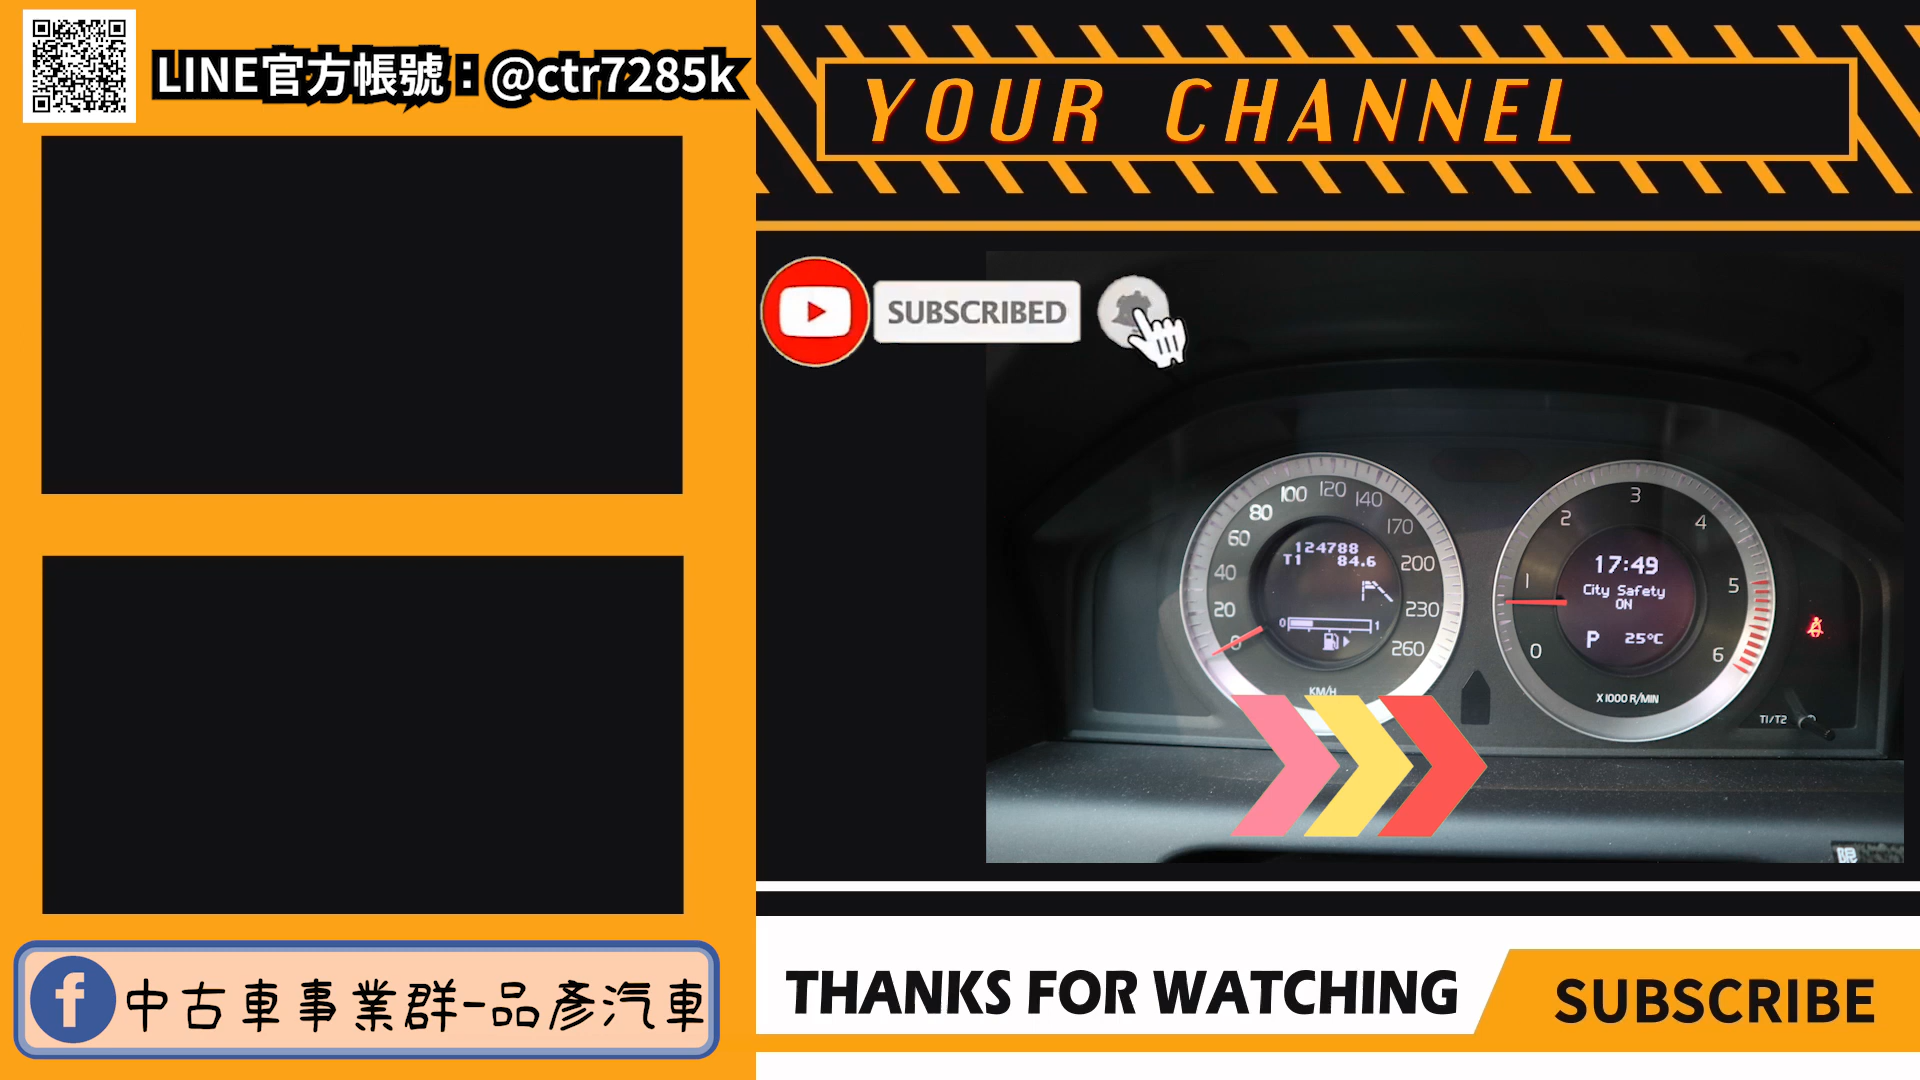 LINE官方帳號：@ctr7285k
YOUR CHANNEL
SUBSCRIBED
0
20
40
60
80
100
120
140
170
200
230
260
124788
T1 84.6
0 1
KM/H
0
1
2
3
4
5
6
17:49
City Safety
ON
P 25°C
X1000 R/MIN
T1/T2
限
f 中古車事業群-品彥汽車
THANKS FOR WATCHING
SUBSCRIBE